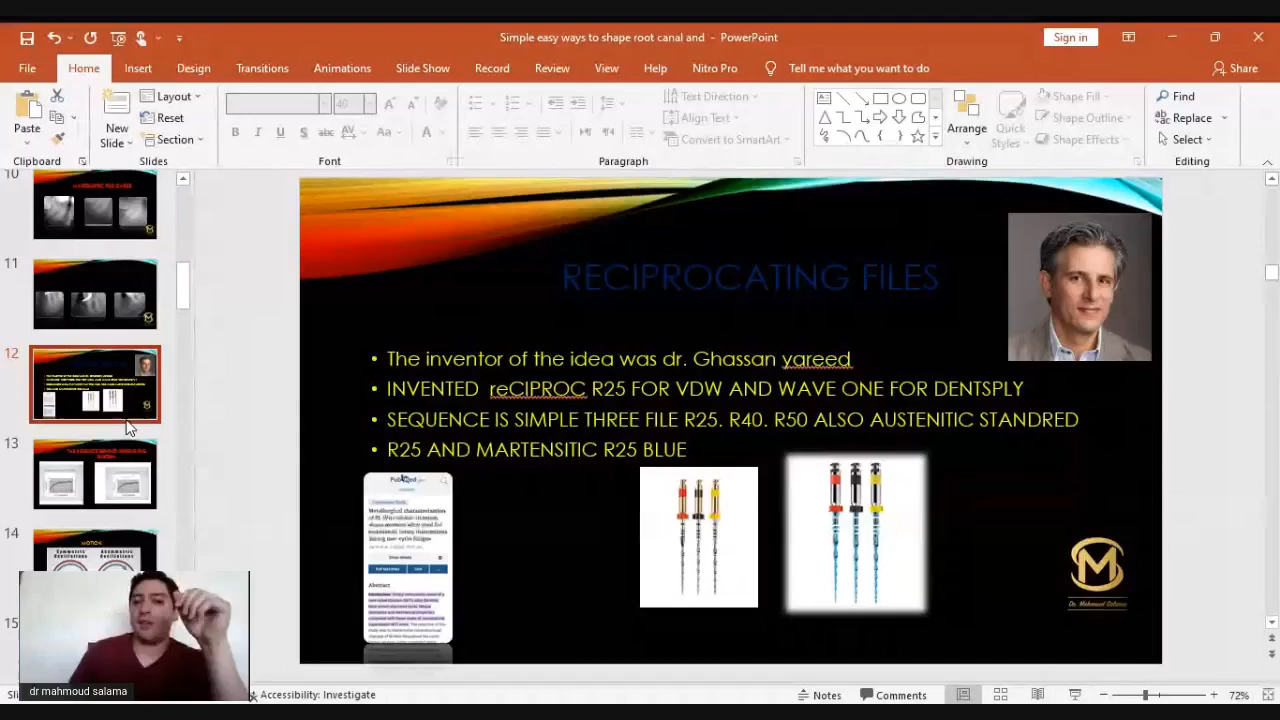 Simple easy ways to shape root canal and - PowerPoint
Sign in
File Home Insert Design Transitions Animations Slide Show Record Review View Help Nitro Pro Tell me what you want to do Share
Paste
New Slide
Layout
Reset
Section
Text Direction
Align Text
Convert to SmartArt
Arrange
Quick Styles
Shape Fill
Shape Outline
Shape Effects
Find
Replace
Select
Clipboard Slides Font Paragraph Drawing Editing
10
11
12
13
14
MOTION
15
RECIPROCATING FILES
• The inventor of the idea was dr. Ghassan yaraed
• INVENTED reCIPROC R25 FOR VDW AND WAVE ONE FOR DENTSPLY
• SEQUENCE IS SIMPLE THREE FILE R25. R40. R50 ALSO AUSTENITIC STANDRED
• R25 AND MARTENSITIC R25 BLUE
Abstract
Dr. Mahmoud Salama
dr mahmoud salama
Accessibility: Investigate
Notes
Comments
72%